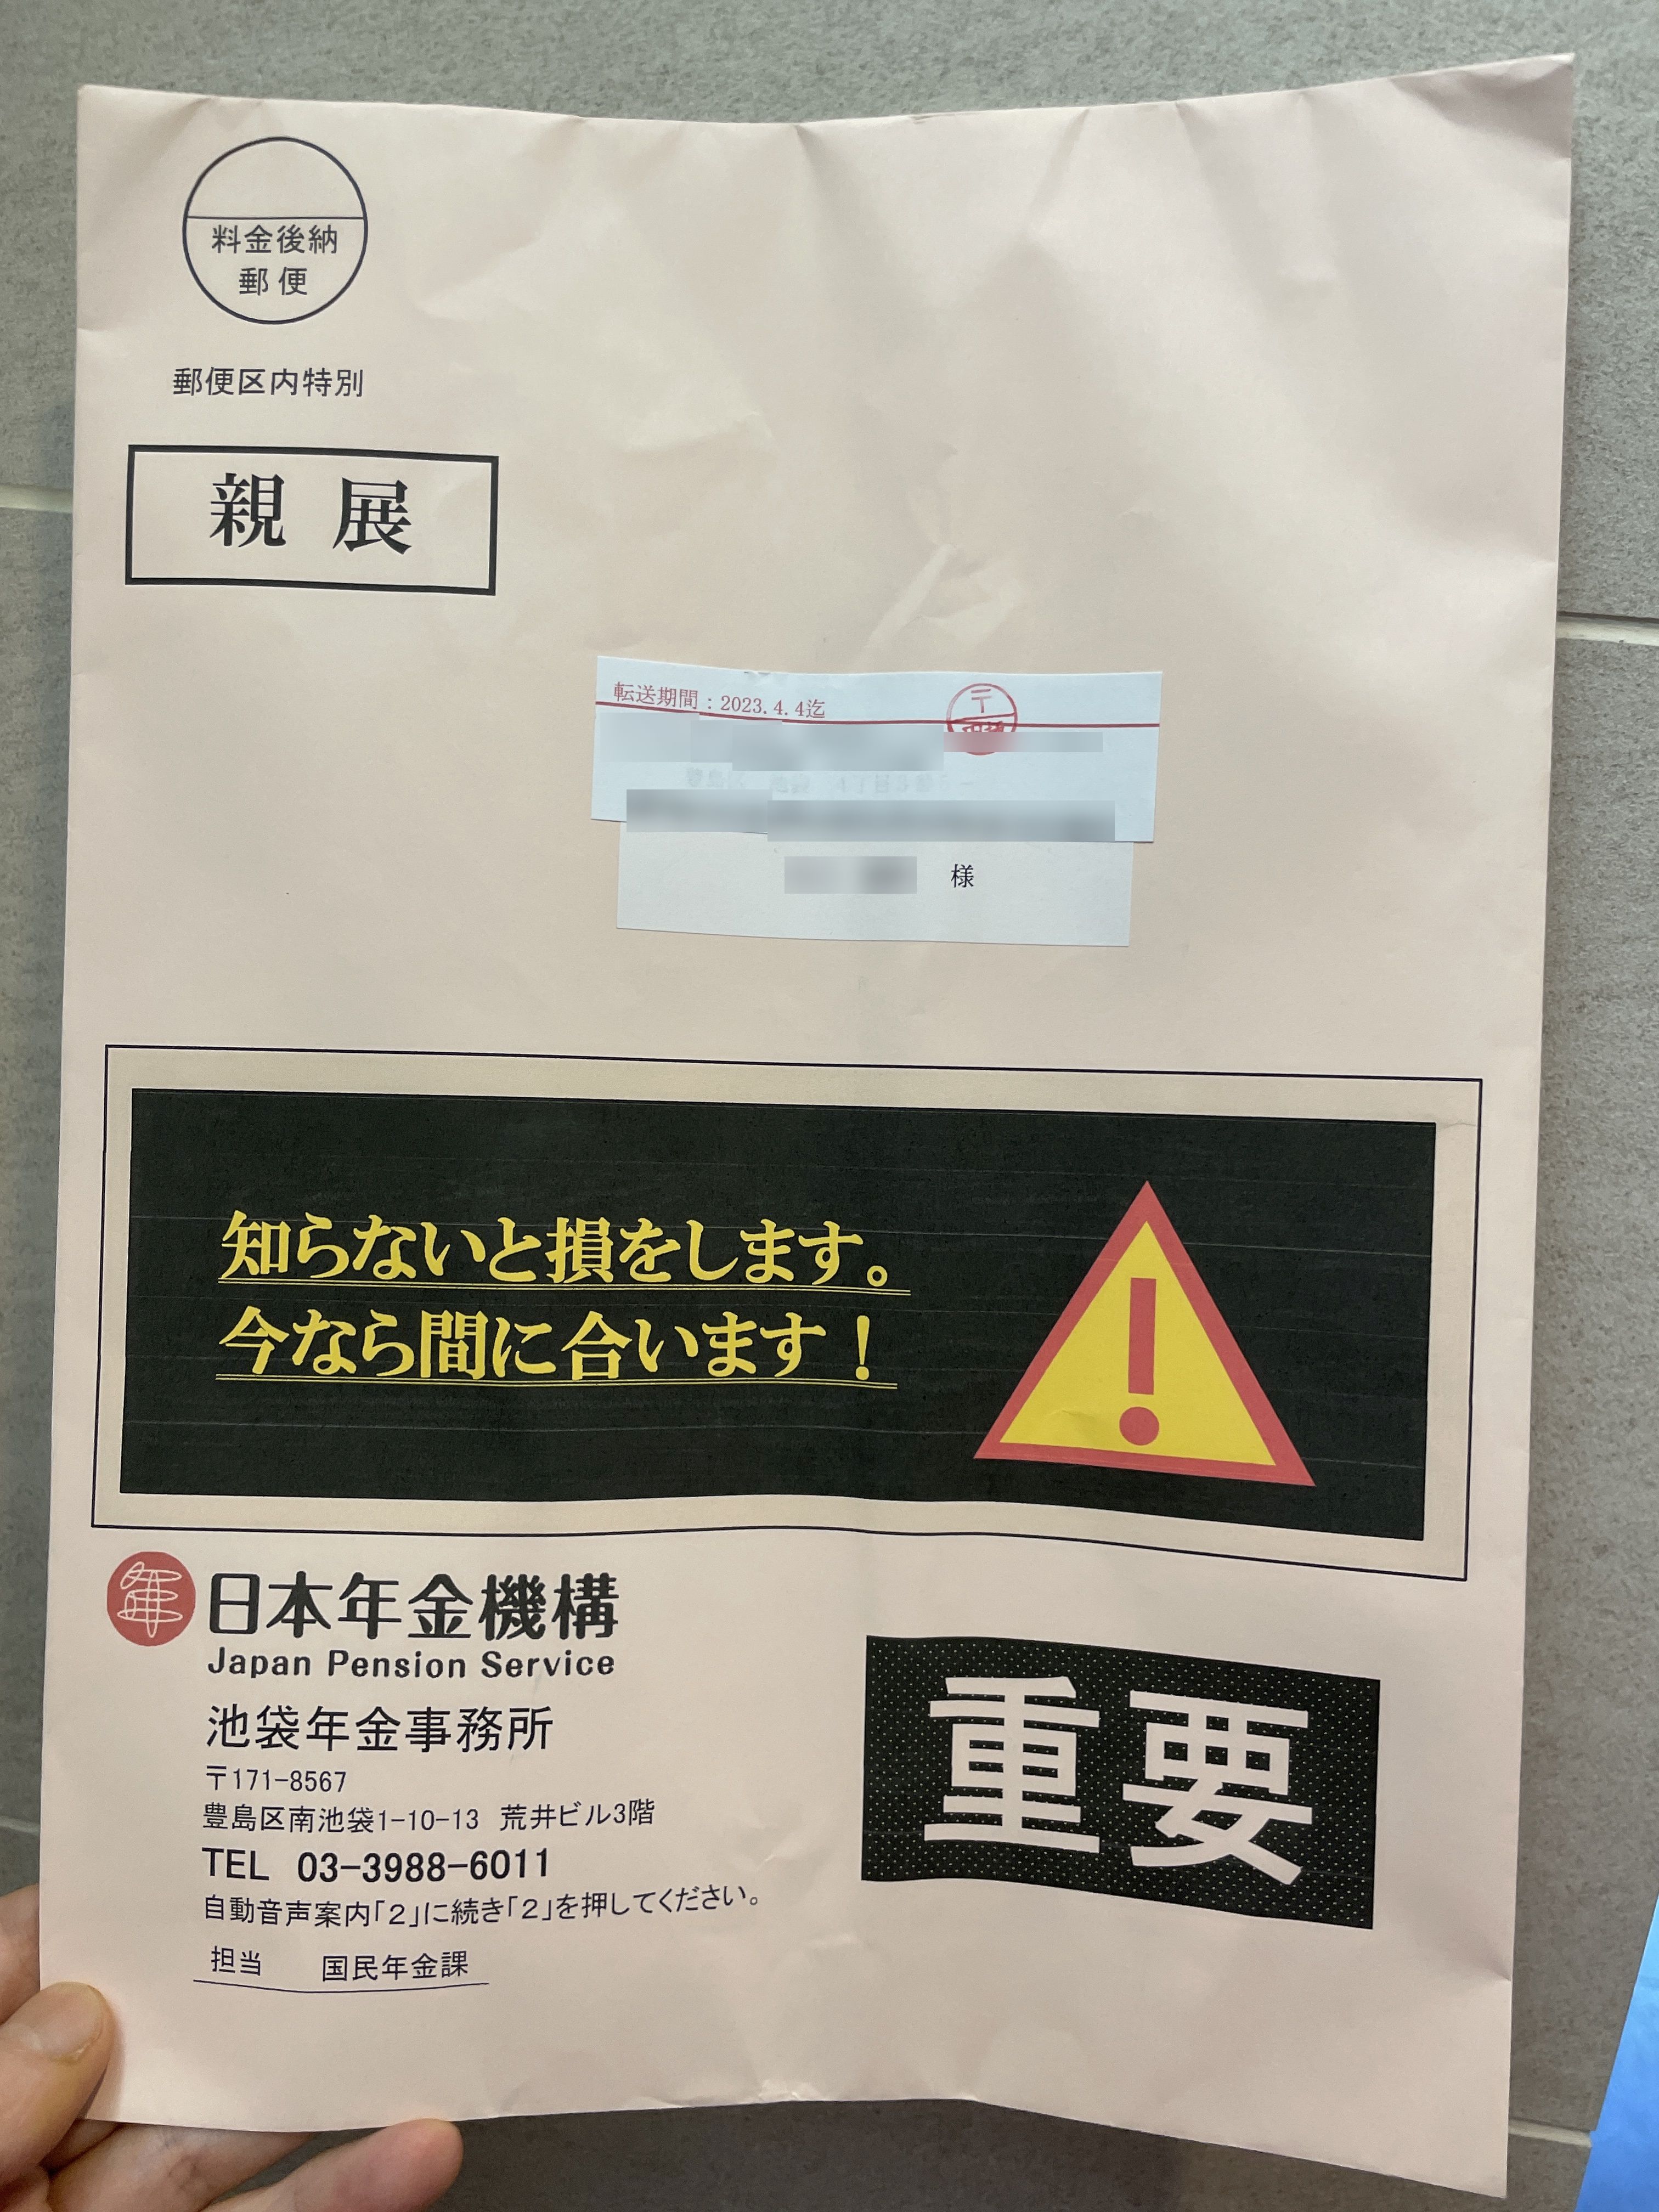 料金後納
郵便
郵便区内特別
親展
転送期間：2023.4.4迄
〒
様
知らないと損をします。
今なら間に合います！
年
日本年金機構
Japan Pension Service
池袋年金事務所
〒171-8567
豊島区南池袋1-10-13 荒井ビル3階
TEL 03-3988-6011
自動音声案内「2」に続き「2」を押してください。
担当 国民年金課
重要